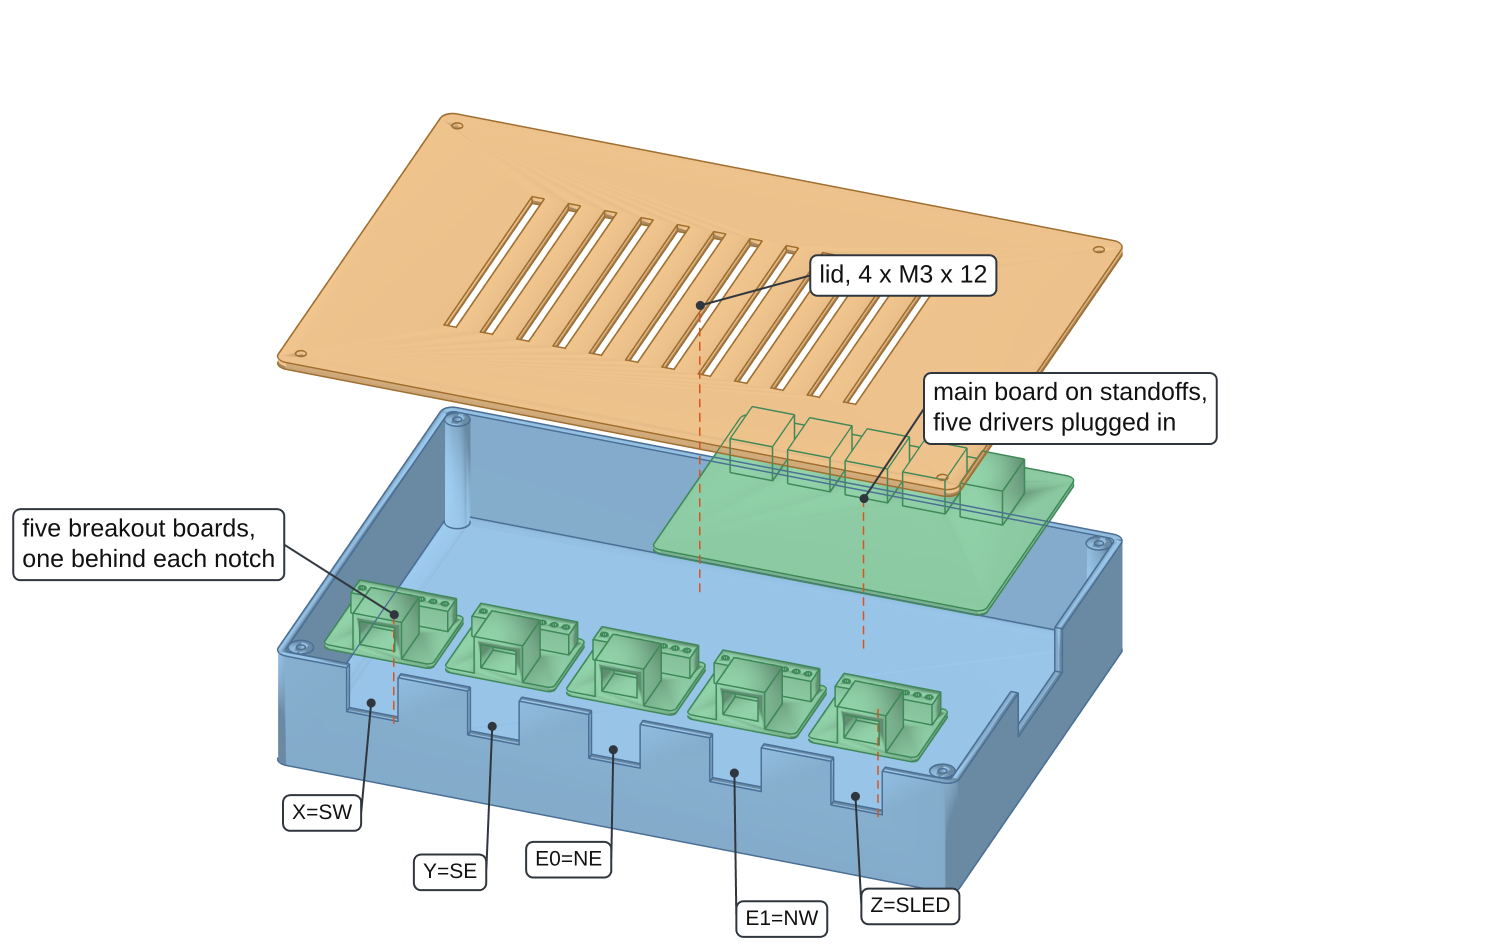 lid, 4 x M3 x 12
main board on standoffs,
five drivers plugged in
five breakout boards,
one behind each notch
X=SW
Y=SE
E0=NE
E1=NW
Z=SLED